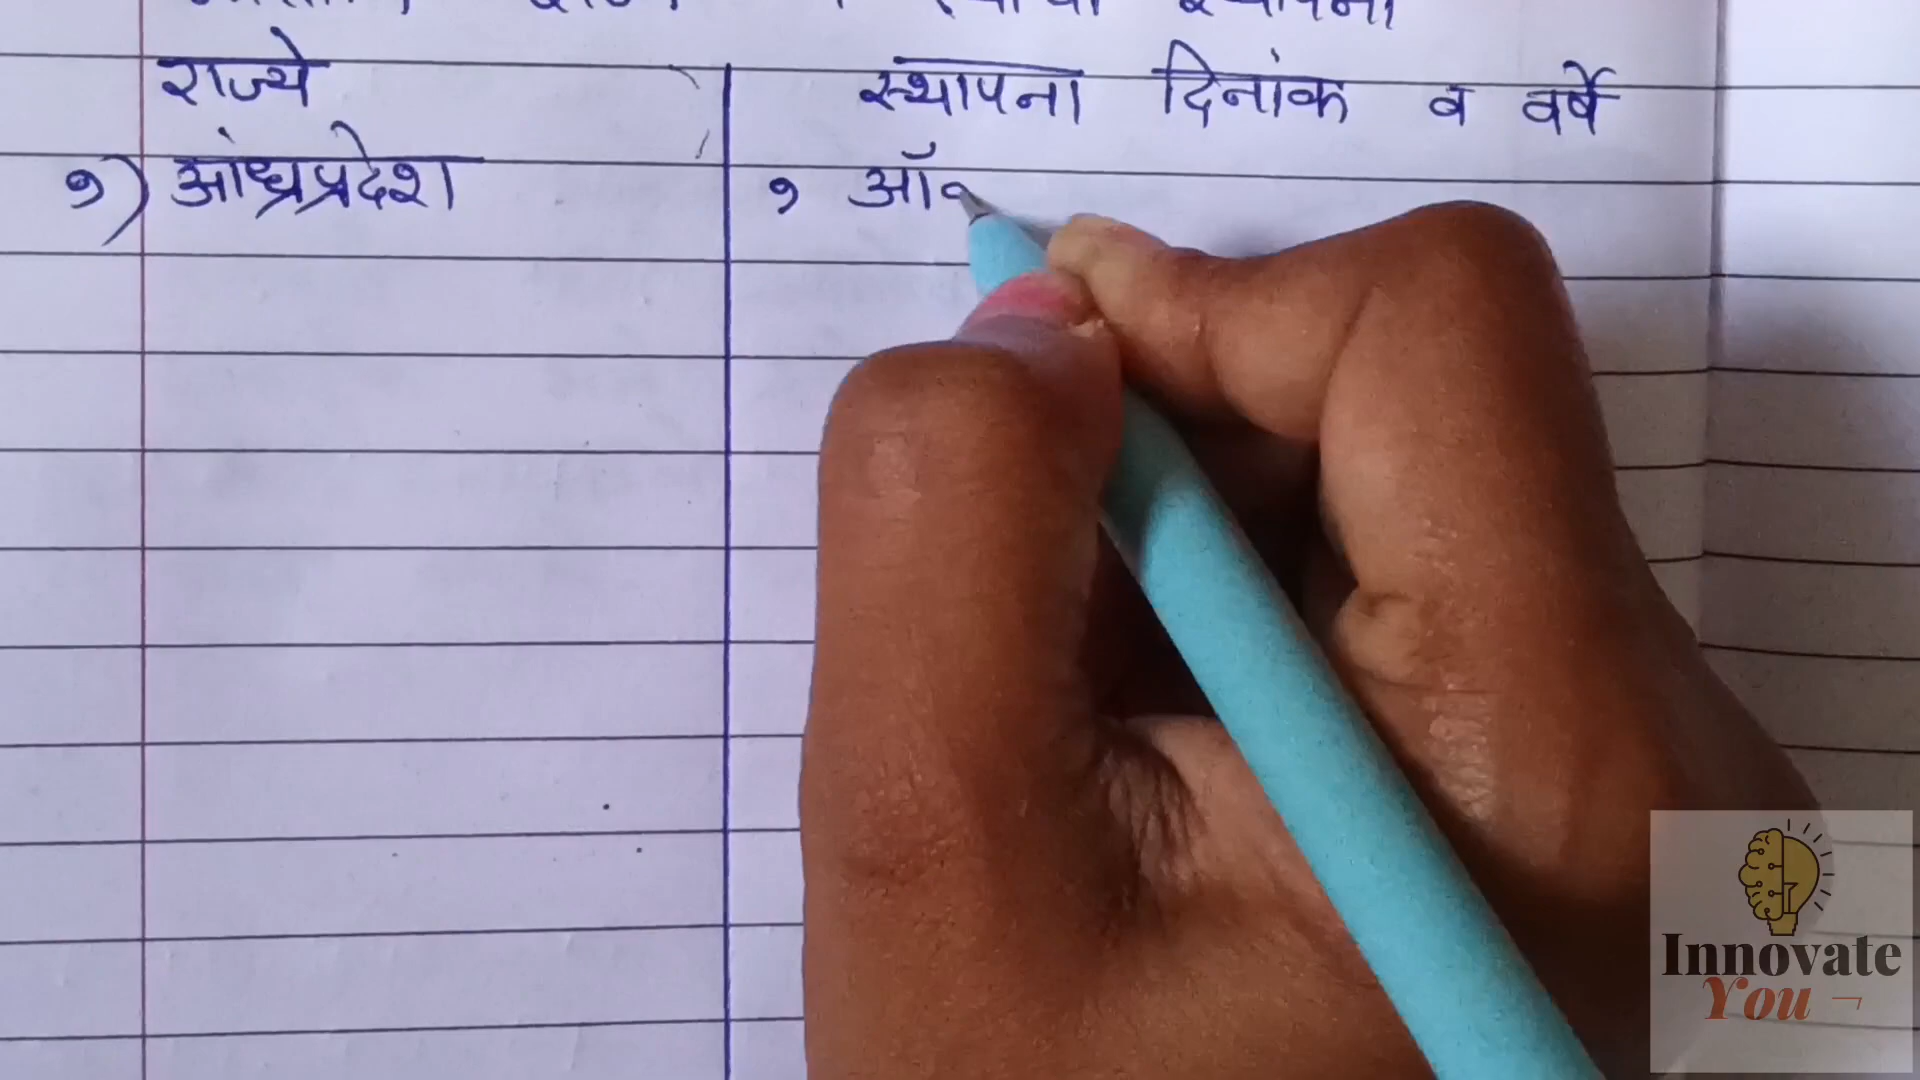 राज्ये स्थापना दिनांक व वर्षे
१) आंध्रप्रदेश १ ऑ
Innovate
You